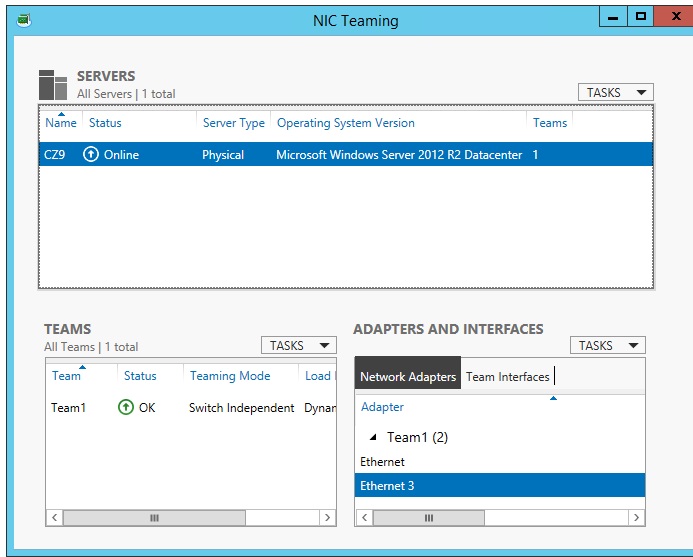 NIC Teaming
SERVERS
All Servers | 1 total
TASKS
Name Status Server Type Operating System Version Teams
CZ9 Online Physical Microsoft Windows Server 2012 R2 Datacenter 1
TEAMS
All Teams | 1 total
TASKS
Team Status Teaming Mode Load
Team1 OK Switch Independent Dynar
ADAPTERS AND INTERFACES
TASKS
Network Adapters Team Interfaces
Adapter
Team1 (2)
Ethernet
Ethernet 3